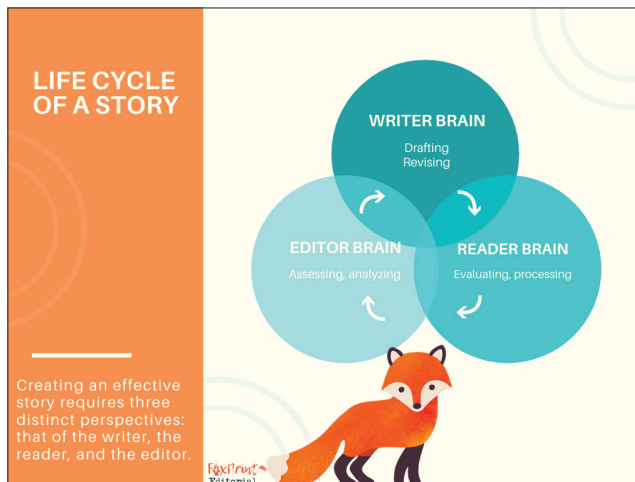 LIFE CYCLE
OF A STORY
WRITER BRAIN
Drafting
Revising
EDITOR BRAIN
Assessing, analyzing
READER BRAIN
Evaluating, processing
Creating an effective
story requires three
distinct perspectives:
that of the writer, the
reader, and the editor.
FoxPrint
Editorial